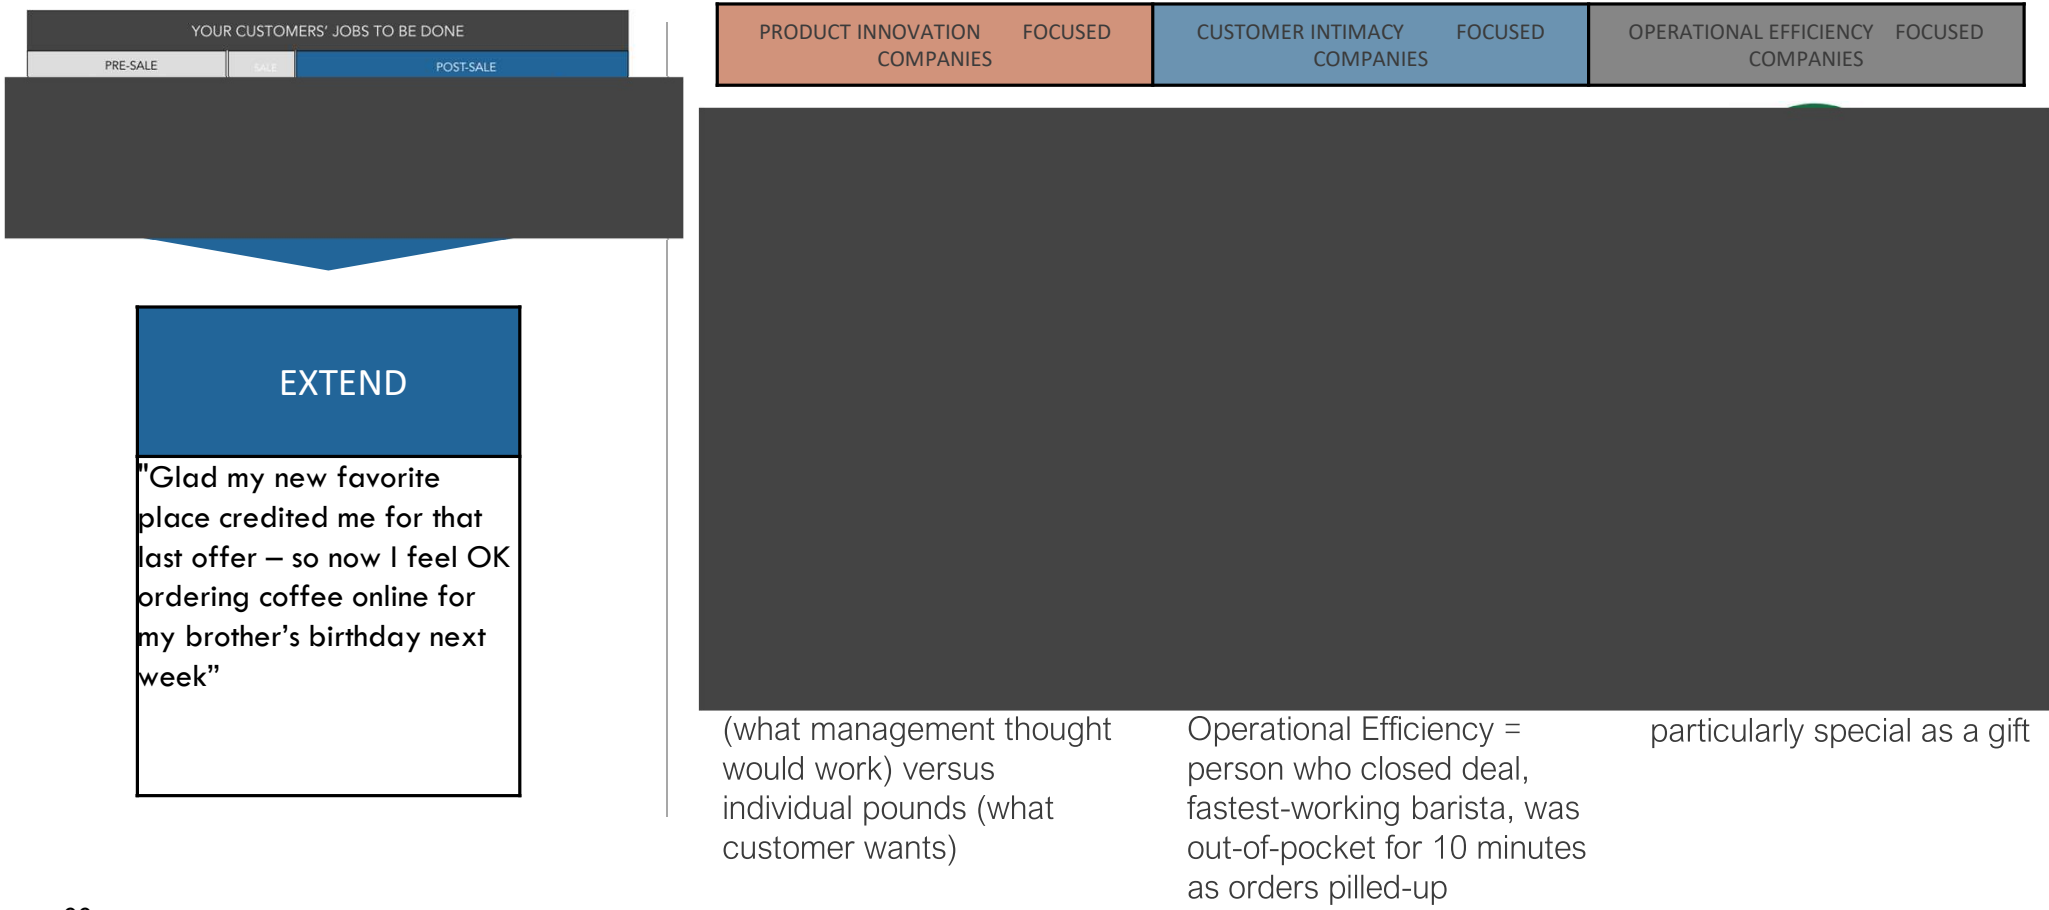 YOUR CUSTOMERS' JOBS TO BE DONE
PRE-SALE
SALE
POST-SALE
EXTEND
"Glad my new favorite
place credited me for that
last offer – so now I feel OK
ordering coffee online for
my brother's birthday next
week”
PRODUCT INNOVATION FOCUSED
COMPANIES
CUSTOMER INTIMACY FOCUSED
COMPANIES
OPERATIONAL EFFICIENCY FOCUSED
COMPANIES
(what management thought
would work) versus
individual pounds (what
customer wants)
Operational Efficiency =
person who closed deal,
fastest-working barista, was
out-of-pocket for 10 minutes
as orders pilled-up
particularly special as a gift